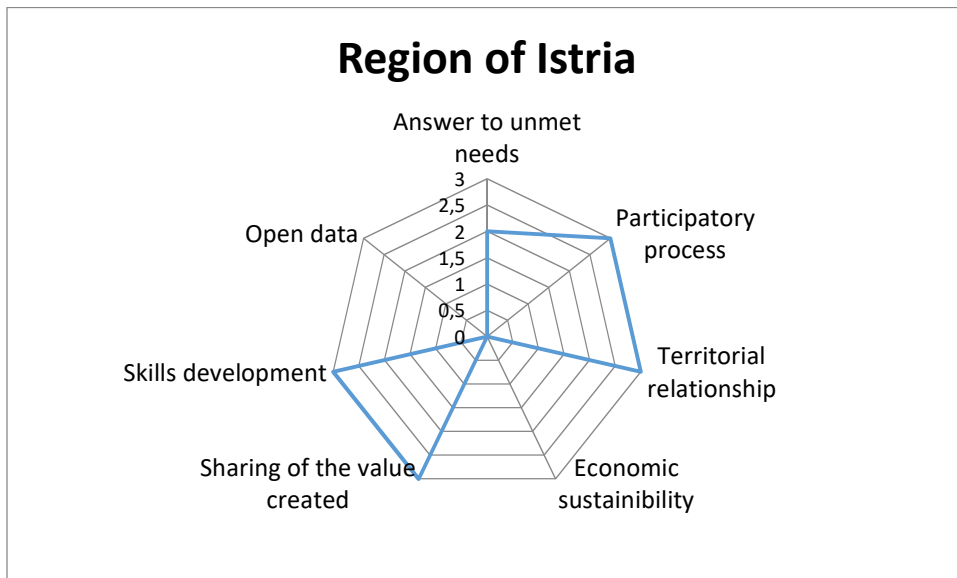 Region of Istria
Answer to unmet
needs
3
2,5
2
1,5
1
0,5
0
Participatory
process
Territorial
relationship
Economic
sustainibility
Sharing of the value
created
Skills development
Open data